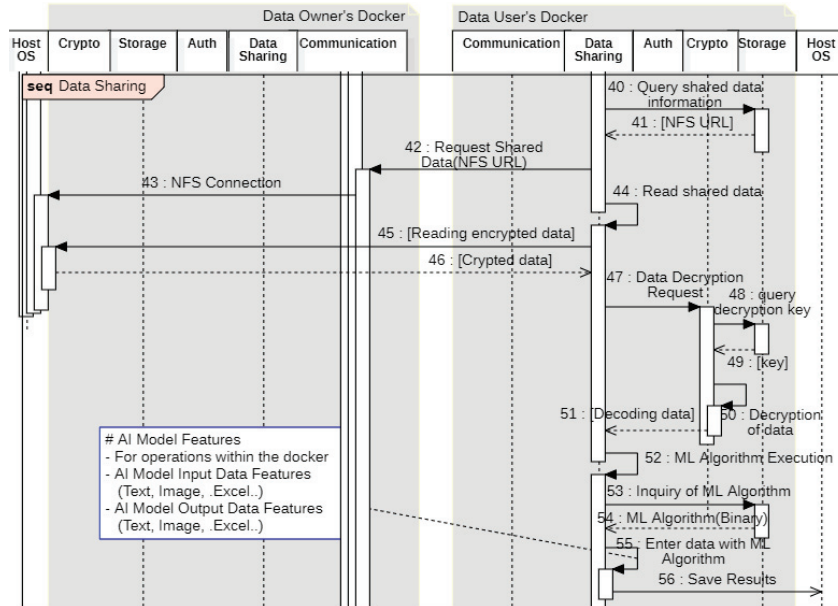 Data Owner's Docker
Data User's Docker
Host
OS
Crypto
Storage
Auth
Data
Sharing
Communication
Communication
Data
Sharing
Auth
Crypto
Storage
Host
OS
seq Data Sharing
40 : Query shared data
information
41 : [NFS URL]
42 : Request Shared
Data(NFS URL)
43 : NFS Connection
44 : Read shared data
45 : [Reading encrypted data]
46 : [Crypted data]
47 : Data Decryption
Request
48 : query
decryption key
49 : [key]
50 : Decryption
of data
51 : [Decoding data]
52 : ML Algorithm Execution
53 : Inquiry of ML Algorithm
54 : ML Algorithm(Binary)
55 : Enter data with ML
Algorithm
56 : Save Results
# AI Model Features
- For operations within the docker
- AI Model Input Data Features
(Text, Image, .Excel..)
- AI Model Output Data Features
(Text, Image, .Excel..)